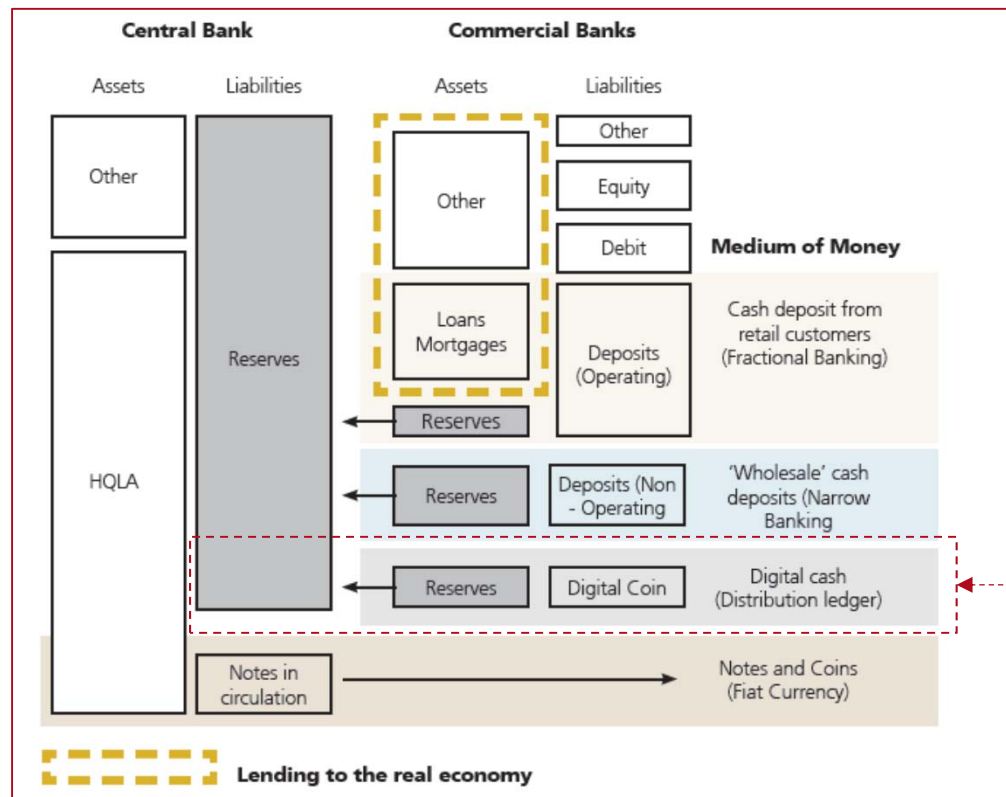 Central Bank
Commercial Banks
Assets
Liabilities
Assets
Liabilities
Other
HQLA
Reserves
Notes in
circulation
Other
Loans
Mortgages
Reserves
Reserves
Reserves
Other
Equity
Debit
Deposits
(Operating)
Deposits (Non
- Operating
Digital Coin
Medium of Money
Cash deposit from
retail customers
(Fractional Banking)
'Wholesale' cash
deposits (Narrow
Banking
Digital cash
(Distribution ledger)
Notes and Coins
(Fiat Currency)
Lending to the real economy